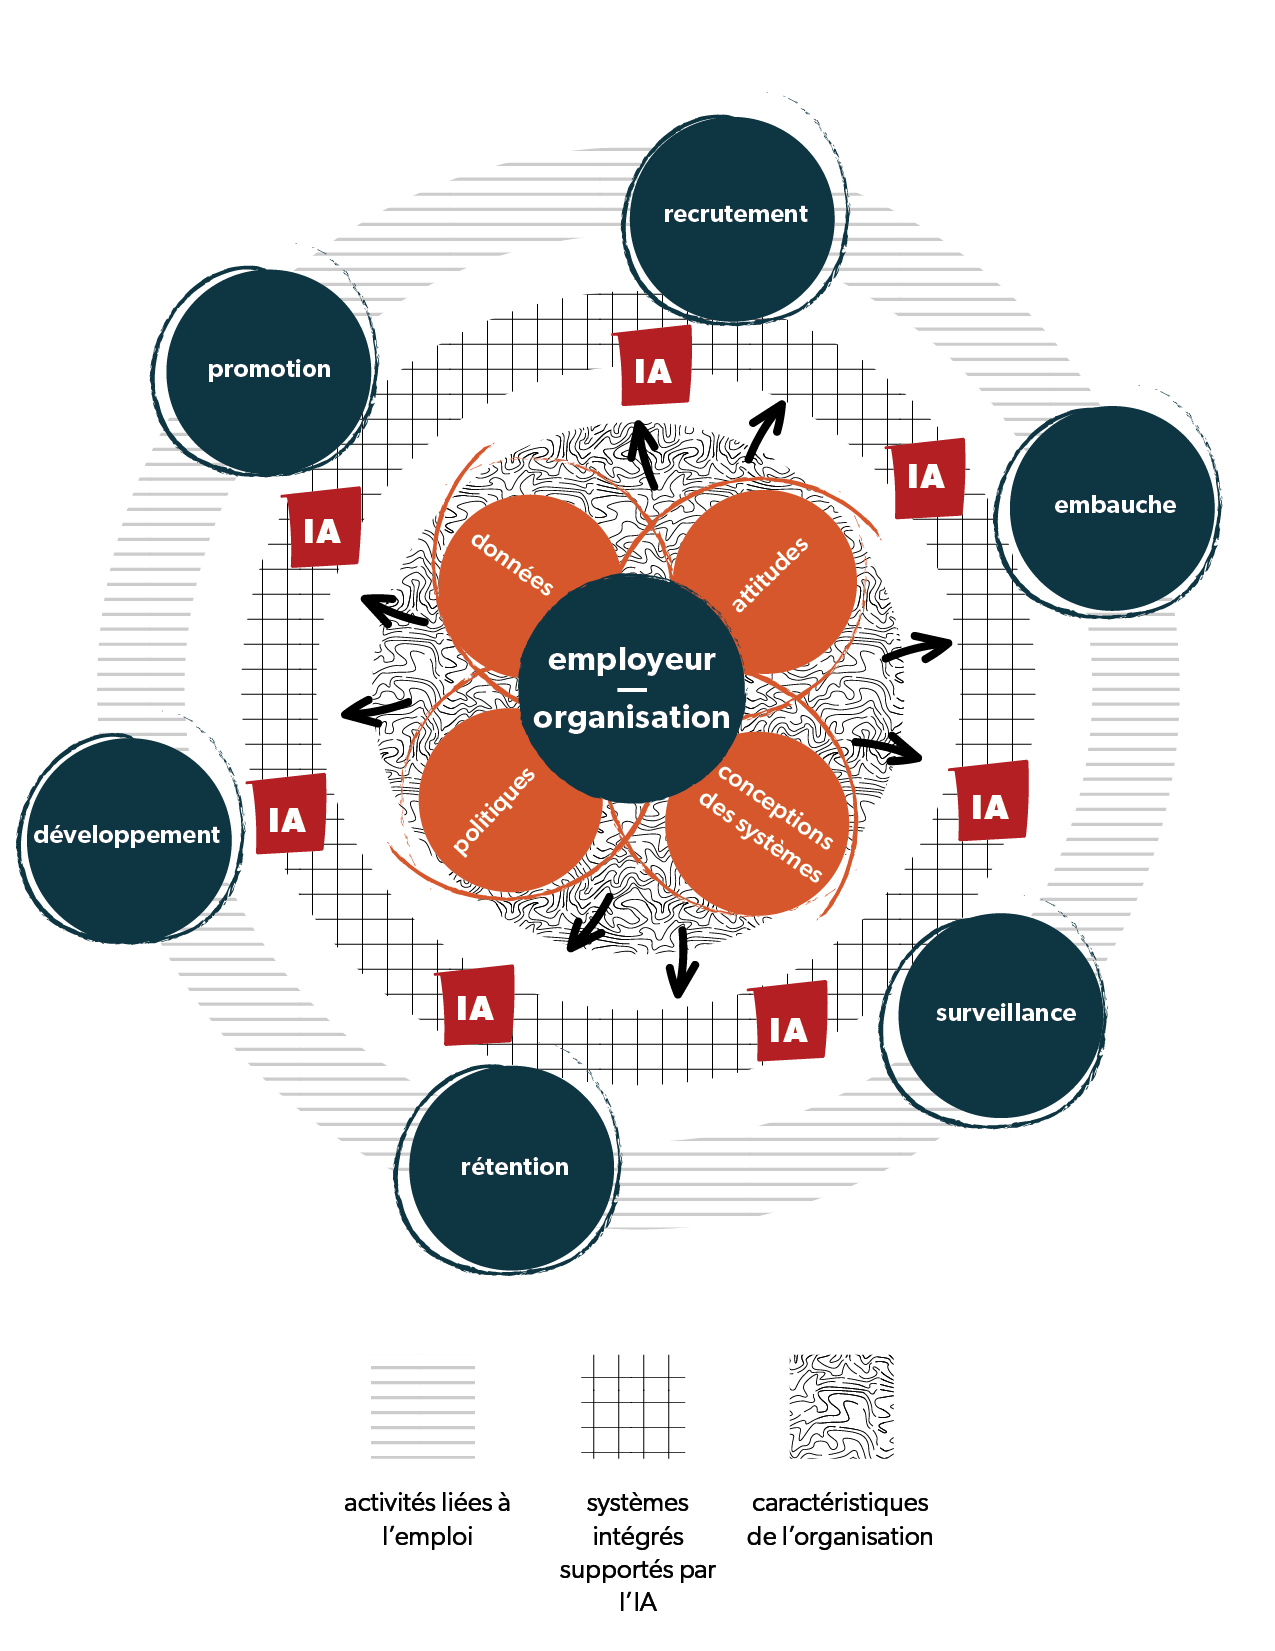 recrutement
promotion
IA
IA
embauche
IA
données
attitudes
employeur
—
organisation
politiques
conceptions
des systèmes
IA
IA
développement
IA
IA
surveillance
rétention
activités liées à
l’emploi
systèmes
intégrés
supportés par
l’IA
caractéristiques
de l’organisation